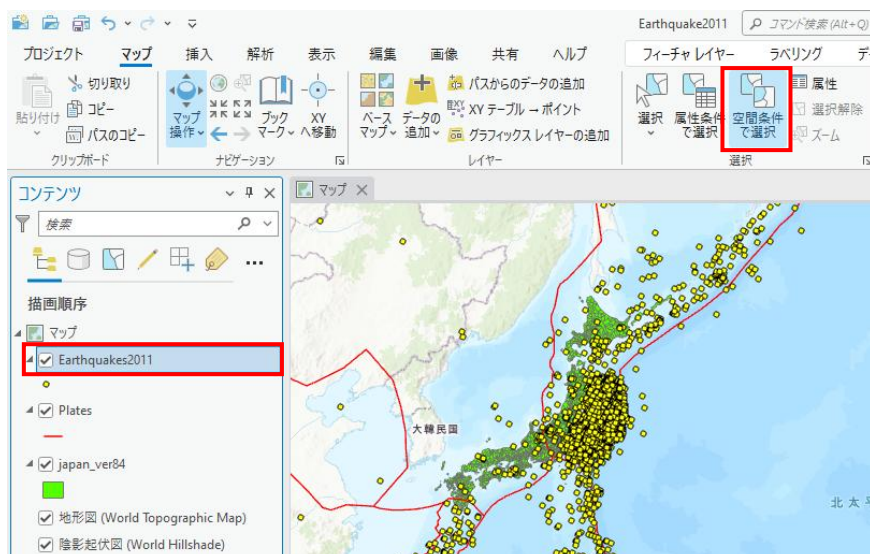 Earthquake2011
コマンド検索 (Alt+Q)
プロジェクト マップ 挿入 解析 表示 編集 画像 共有 ヘルプ フィーチャ レイヤー ラベリング デ
貼り付け
切り取り
コピー
パスのコピー
クリップボード
マップ
操作
ブック
マーク
XY
へ移動
ナビゲーション
ベース
マップ
データの
追加
パスからのデータの追加
XY テーブル → ポイント
グラフィックス レイヤーの追加
レイヤー
選択
属性条件
で選択
空間条件
で選択
属性
選択解除
ズーム
選択
コンテンツ
検索
描画順序
マップ
Earthquakes2011
Plates
japan_ver84
地形図 (World Topographic Map)
陰影起伏図 (World Hillshade)
マップ
大韓民国
北 太 平